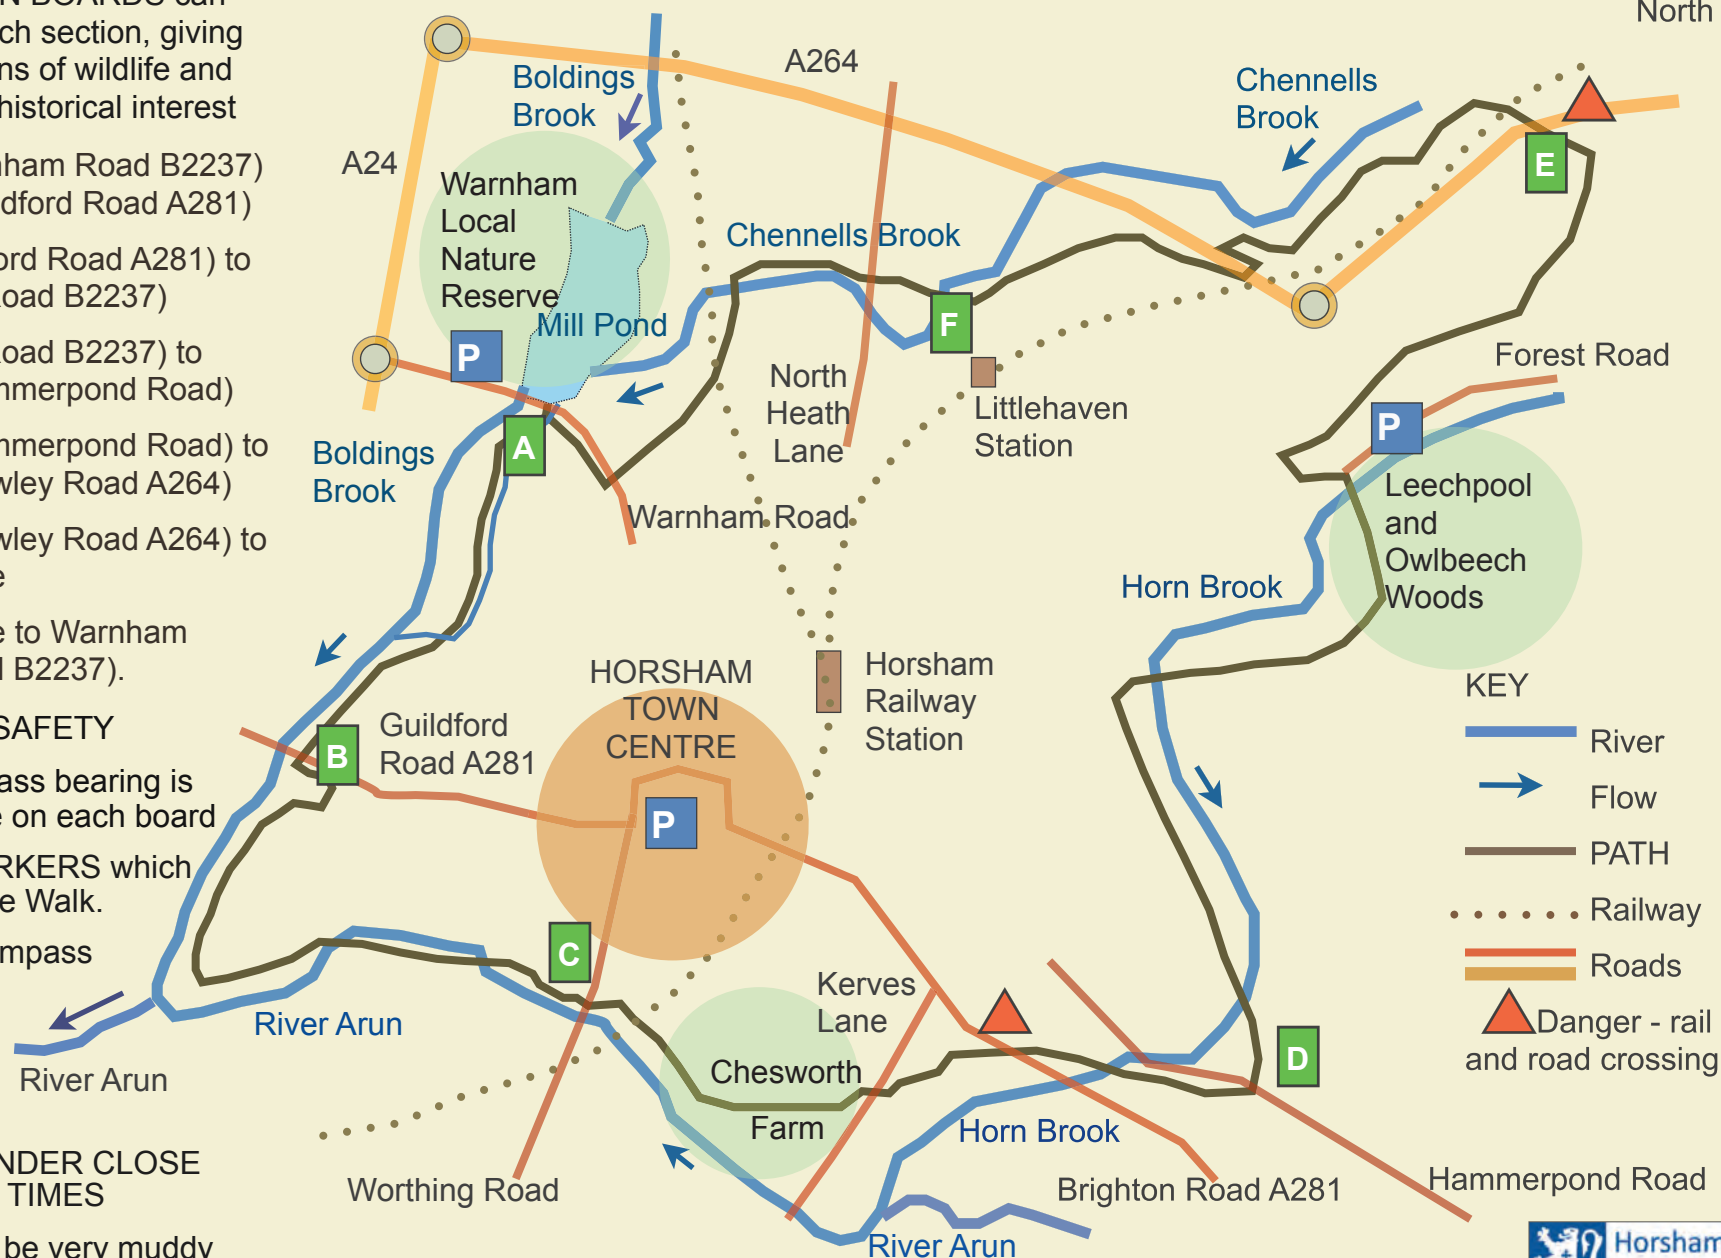 N BOARDS can
ch section, giving
ns of wildlife and
historical interest
nham Road B2237)
dford Road A281)
ord Road A281) to
oad B2237)
oad B2237) to
mmerpond Road)
mmerpond Road) to
wley Road A264)
wley Road A264) to
e
e to Warnham
l B2237).
SAFETY
ass bearing is
e on each board
RKERS which
e Walk.
mpass
NDER CLOSE
TIMES
be very muddy
North
A264
Boldings
Brook
Chennells
Brook
A24
Warnham
Local
Nature
Reserve
Mill Pond
Chennells Brook
P
A
E
F
North
Heath
Lane
Littlehaven
Station
Forest Road
P
Boldings
Brook
Warnham Road
Leechpool
and
Owlbeech
Woods
Horn Brook
HORSHAM
TOWN
CENTRE
P
Horsham
Railway
Station
B
Guildford
Road A281
C
Kerves
Lane
River Arun
River Arun
Chesworth
Farm
D
Horn Brook
Worthing Road
Brighton Road A281
Hammerpond Road
River Arun
KEY
River
Flow
PATH
Railway
Roads
Danger - rail
and road crossing
Horsham